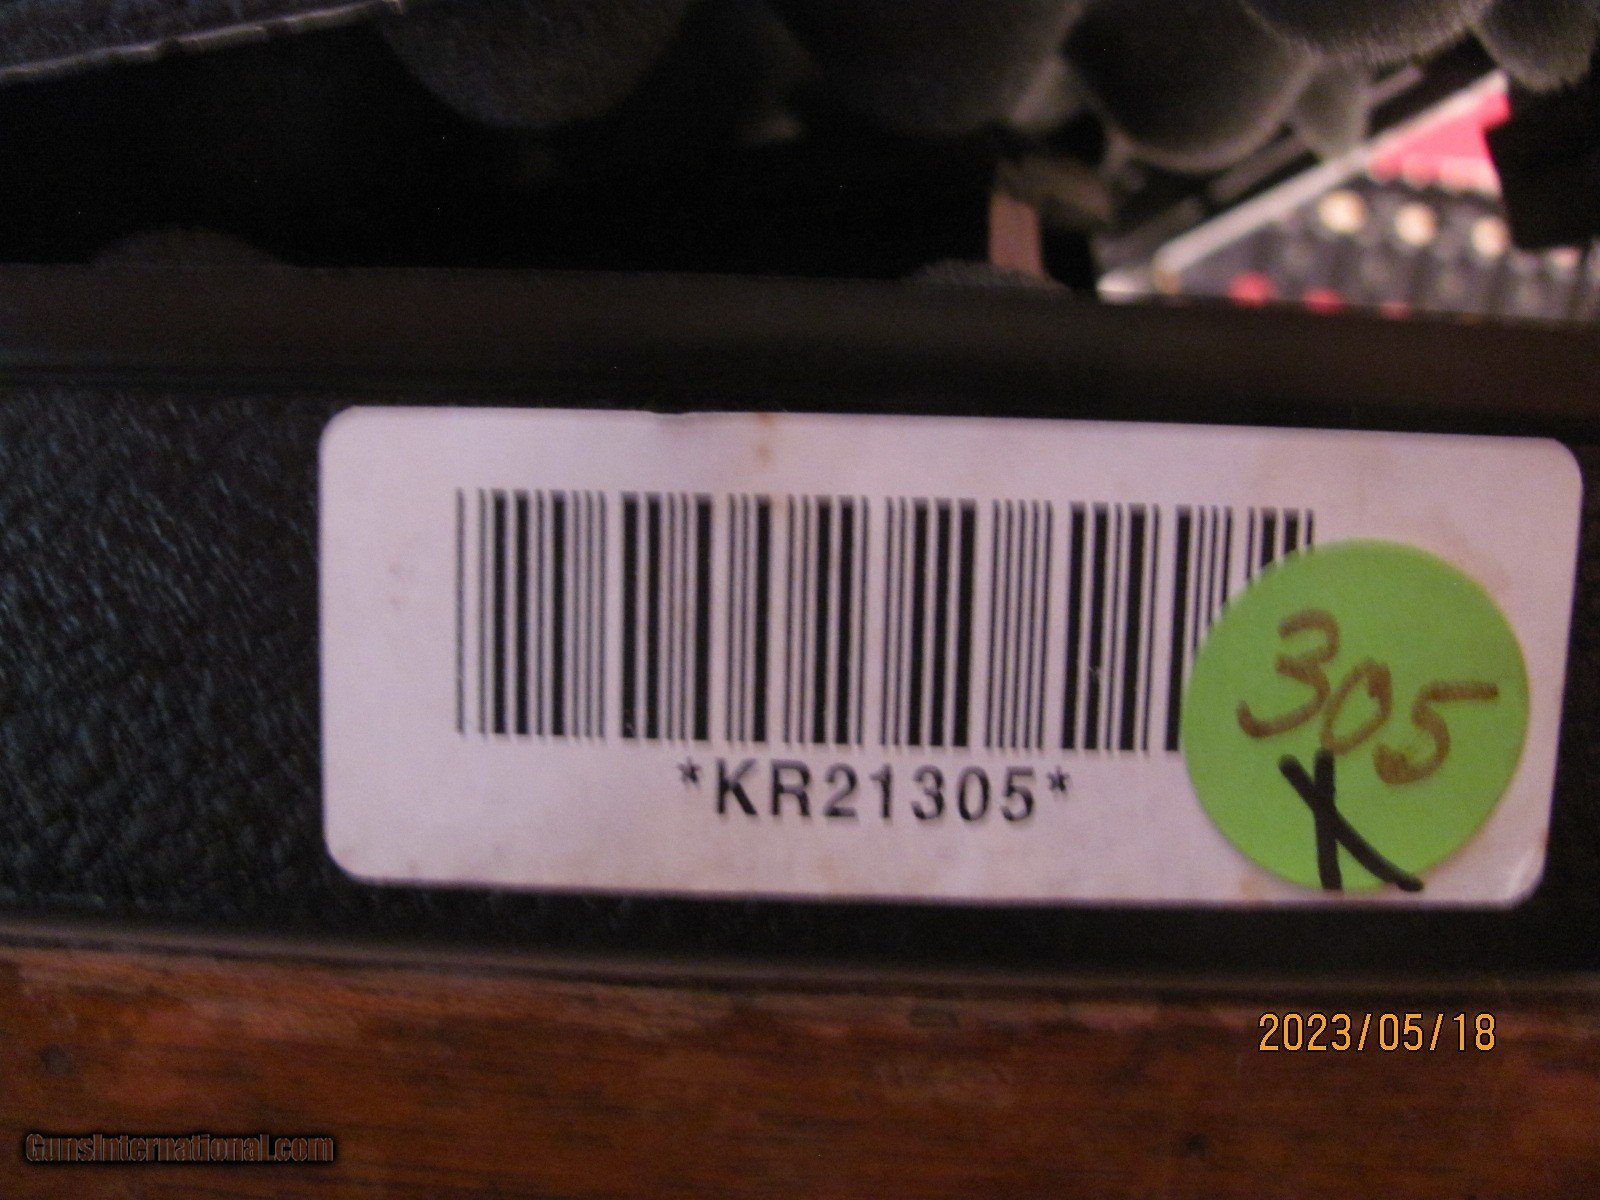 *KR21305*
305
X
2023/05/18
GunsInternational.com